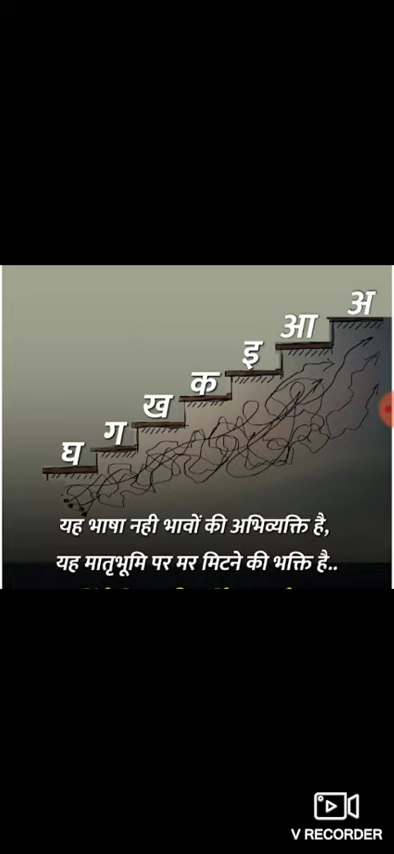 अ
आ
इ
क
ख
ग
घ
यह भाषा नही भावों की अभिव्यक्ति है,
यह मातृभूमि पर मर मिटने की भक्ति है..
V RECORDER